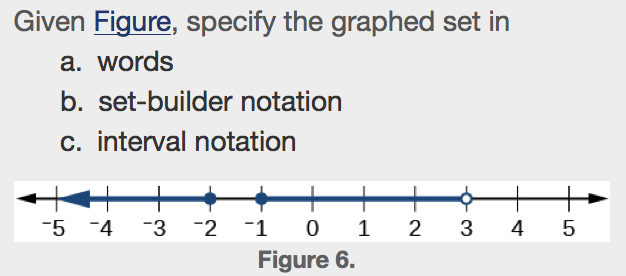 Given Figure, specify the graphed set in
a. words
b. set-builder notation
c. interval notation
-5 -4 -3 -2 -1 0 1 2 3 4 5
Figure 6.